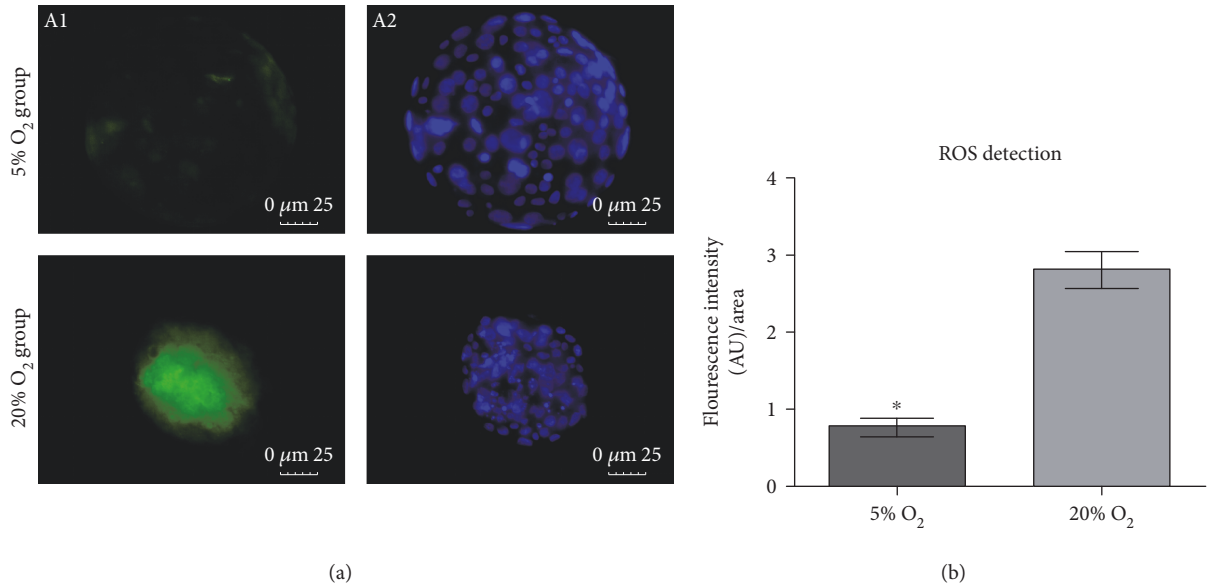 A1
A2
5% O₂ group
0 μm 25
0 μm 25
20% O₂ group
0 μm 25
0 μm 25
(a)
ROS detection
Flourescence intensity
(AU)/area
4
3
2
1
0
*
5% O₂
20% O₂
(b)